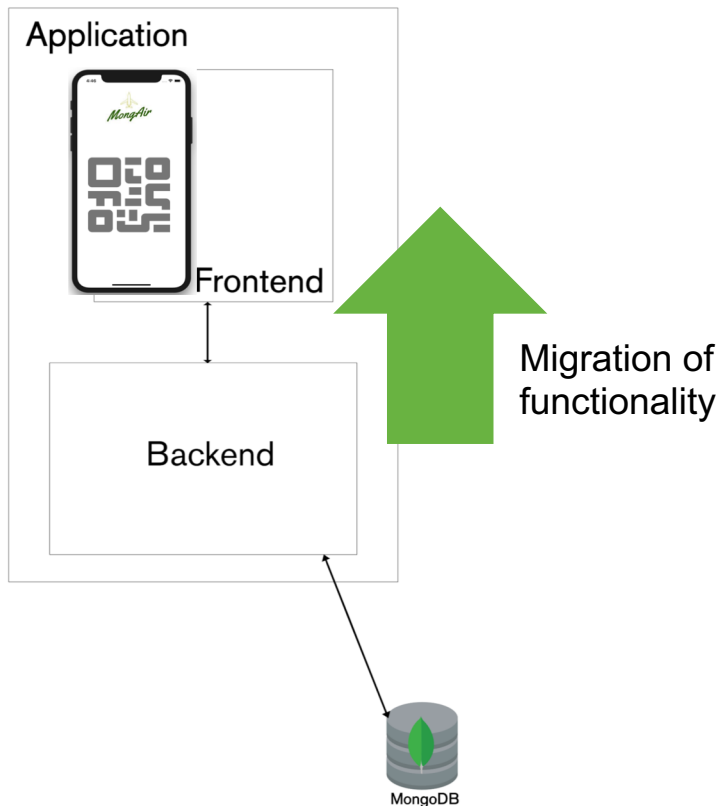 Application
MongAir
Frontend
Migration of
functionality
Backend
MongoDB